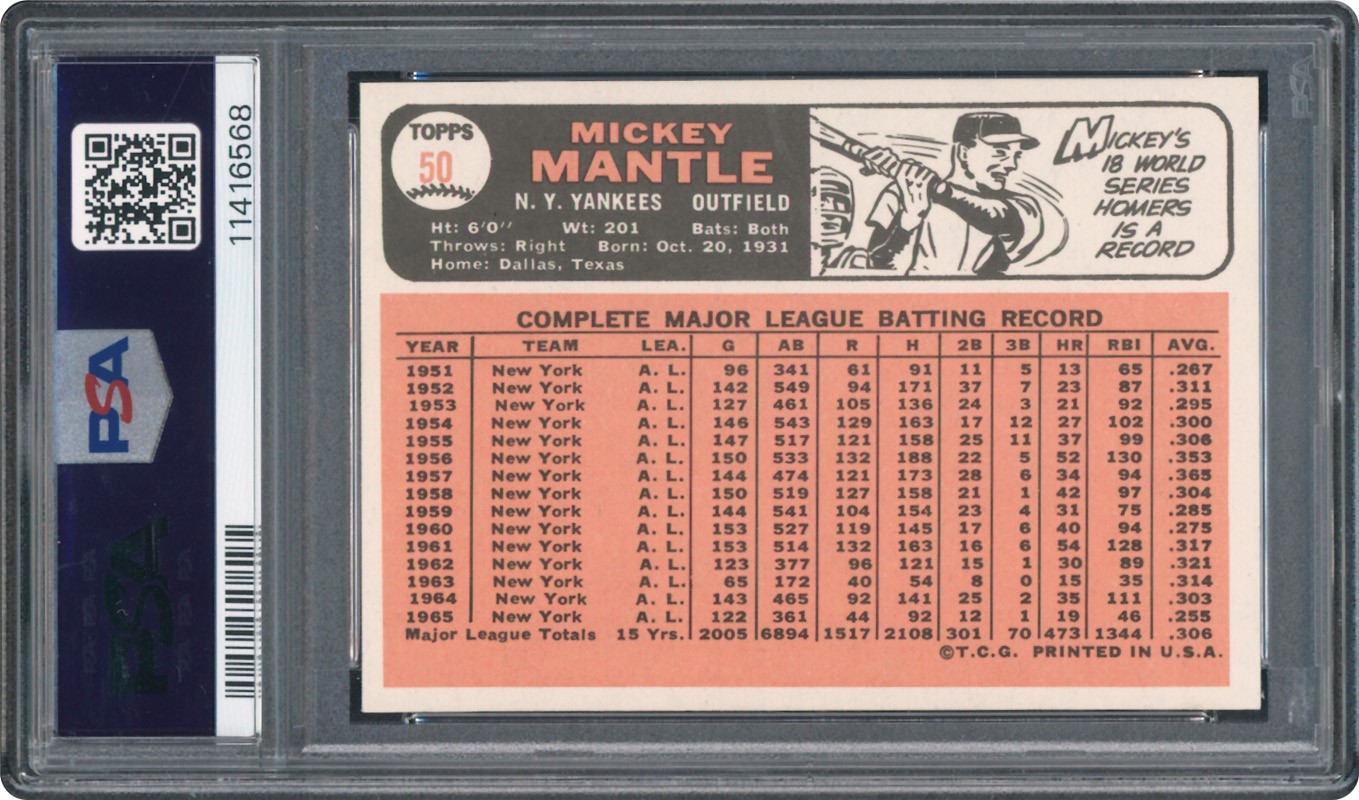 114116568
PSA
PSA
TOPPS
50
MICKEY
MANTLE
N. Y. YANKEES OUTFIELD
Ht: 6'0'' Wt: 201 Bats: Both
Throws: Right Born: Oct. 20, 1931
Home: Dallas, Texas
MICKEY'S
18 WORLD
SERIES
HOMERS
IS A
RECORD
COMPLETE MAJOR LEAGUE BATTING RECORD
YEAR TEAM LEA. G AB R H 2B 3B HR RBI AVG.
1951 New York A. L. 96 341 61 91 11 5 13 65 .267
1952 New York A. L. 142 549 94 171 37 7 23 87 .311
1953 New York A. L. 127 461 105 136 24 3 21 92 .295
1954 New York A. L. 146 543 129 163 17 12 27 102 .300
1955 New York A. L. 147 517 121 158 25 11 37 99 .306
1956 New York A. L. 150 533 132 188 22 5 52 130 .353
1957 New York A. L. 144 474 121 173 28 6 34 94 .365
1958 New York A. L. 150 519 127 158 21 1 42 97 .304
1959 New York A. L. 144 541 104 154 23 4 31 75 .285
1960 New York A. L. 153 527 119 145 17 6 40 94 .275
1961 New York A. L. 153 514 132 163 16 6 54 128 .317
1962 New York A. L. 123 377 96 121 15 1 30 89 .321
1963 New York A. L. 65 172 40 54 8 0 15 35 .314
1964 New York A. L. 143 465 92 141 25 2 35 111 .303
1965 New York A. L. 122 361 44 92 12 1 19 46 .255
Major League Totals 15 Yrs. 2005 6894 1517 2108 301 70 473 1344 .306
©T.C.G. PRINTED IN U.S.A.
PSA